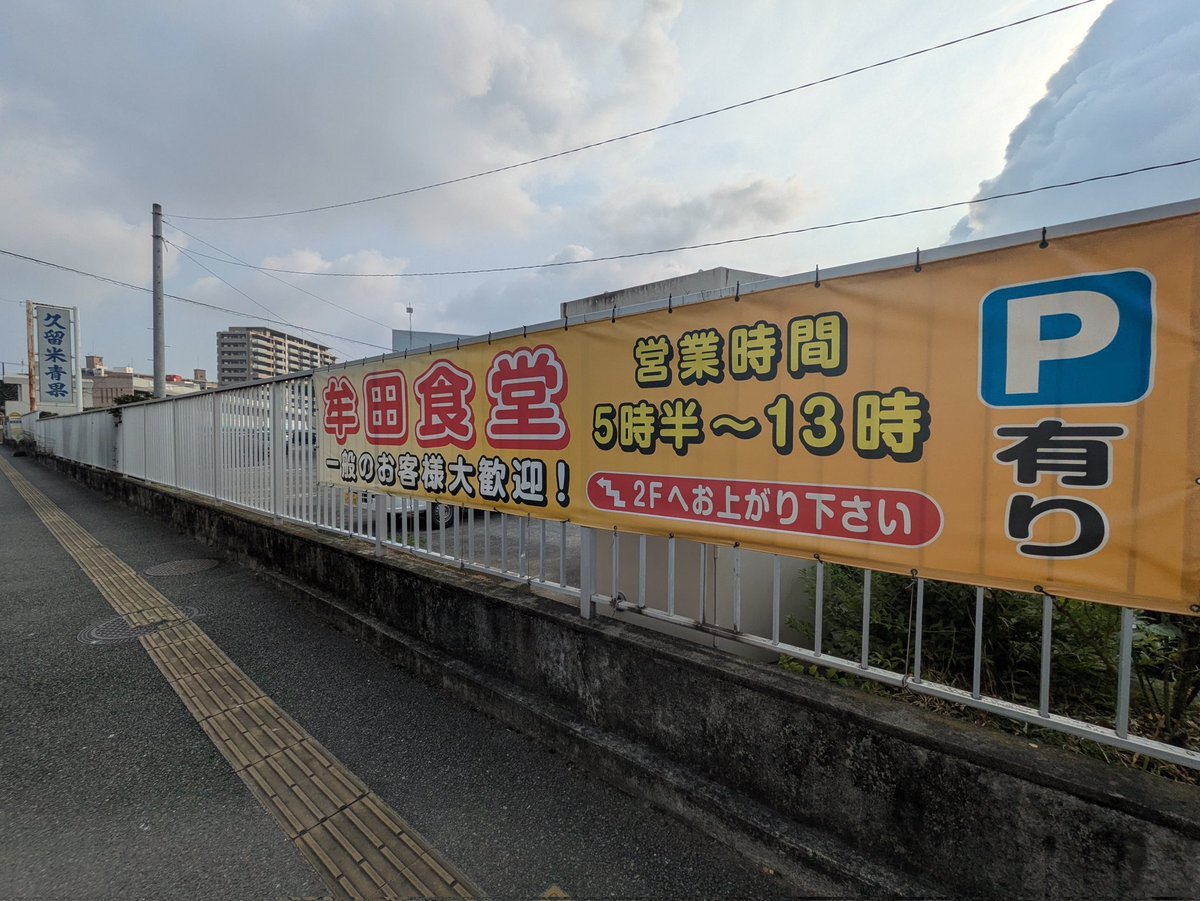 久留米青果
牟田食堂
一般のお客様大歓迎！
営業時間
5時半～13時
2Fへお上がり下さい
P
有り